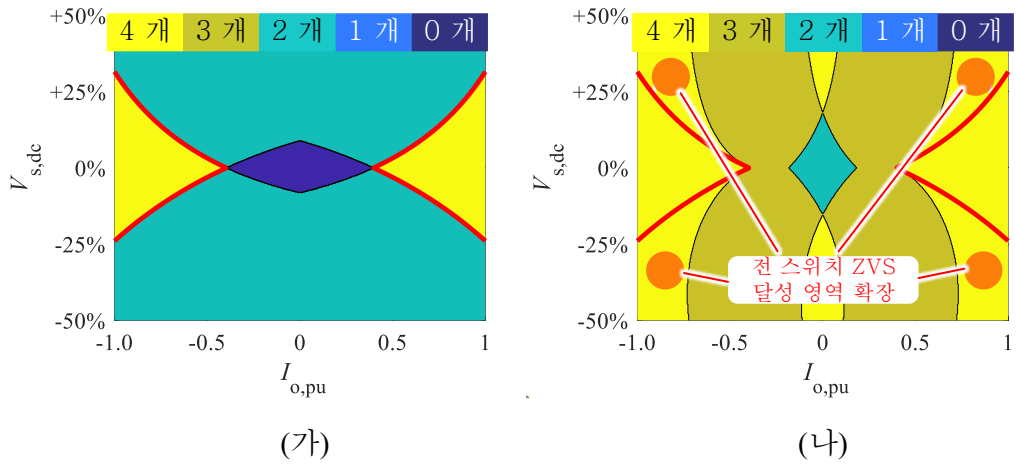 +50%
4 개 3 개 2 개 1 개 0 개
+25%
0%
-25%
-50%
V s,dc
-1.0 -0.5 0 0.5 1
I o,pu
(가)
+50%
4 개 3 개 2 개 1 개 0 개
+25%
0%
-25%
-50%
V s,dc
전 스위치 ZVS
달성 영역 확장
-1.0 -0.5 0 0.5 1
I o,pu
(나)